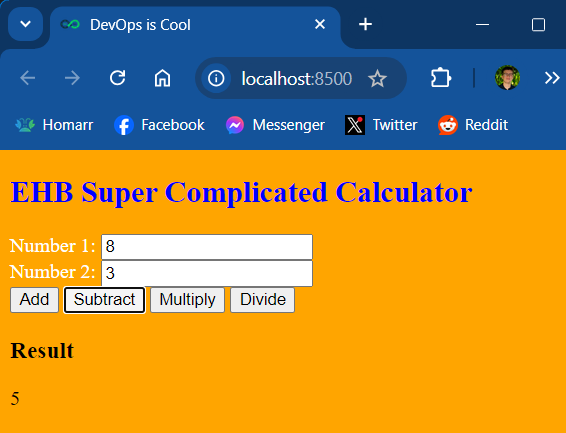 DevOps is Cool
localhost:8500
Homarr Facebook Messenger Twitter Reddit
EHB Super Complicated Calculator
Number 1: 8
Number 2: 3
Add Subtract Multiply Divide
Result
5